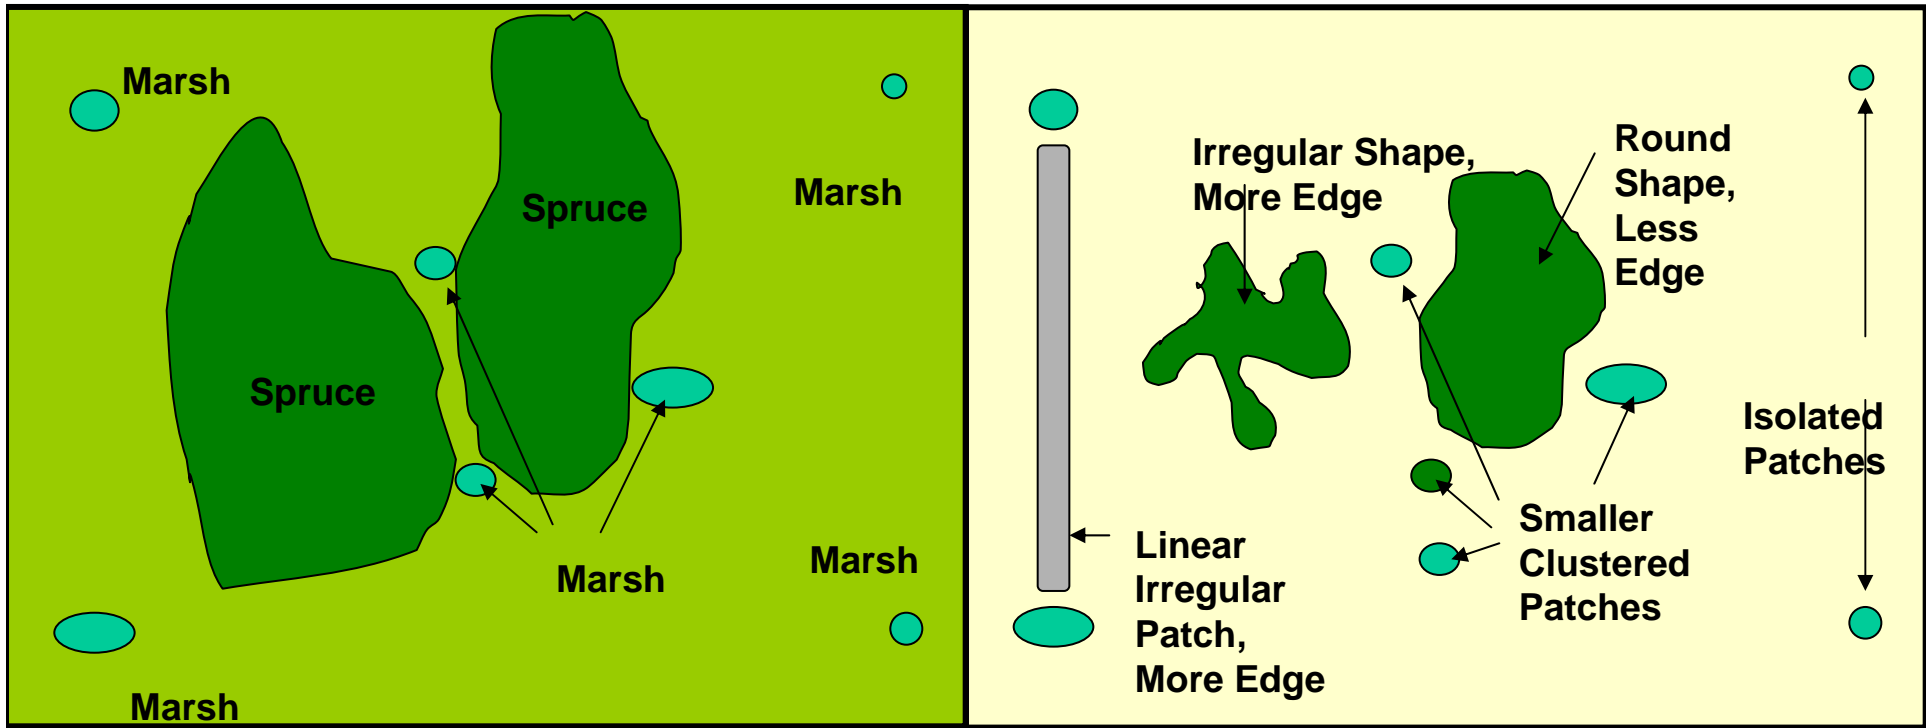 Marsh
Spruce
Marsh
Spruce
Marsh
Marsh
Marsh
Irregular Shape,
More Edge
Round
Shape,
Less
Edge
Isolated
Patches
Linear
Irregular
Patch,
More Edge
Smaller
Clustered
Patches